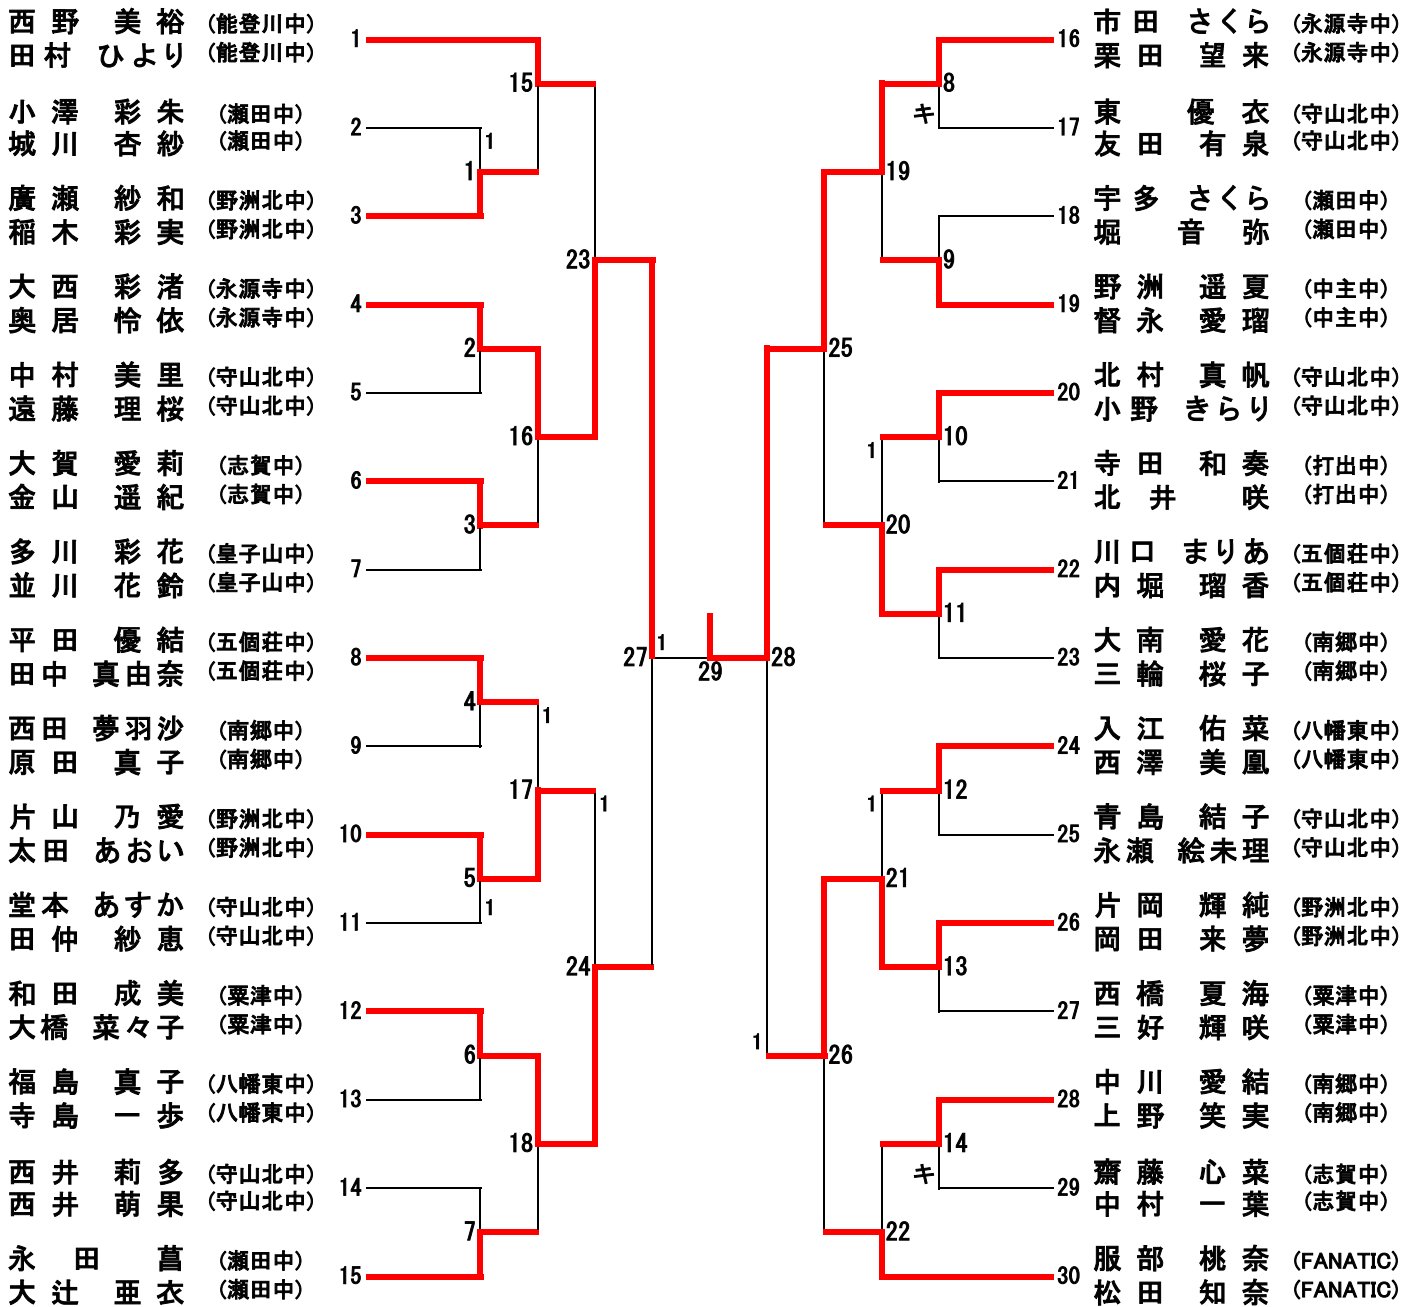 西野 美裕 (能登川中)
田村 ひより (能登川中)
1
小澤 彩朱 (瀬田中)
城川 杏紗 (瀬田中)
2
廣瀬 紗和 (野洲北中)
稲木 彩実 (野洲北中)
3
大西 彩渚 (永源寺中)
奥居 怜依 (永源寺中)
4
中村 美里 (守山北中)
遠藤 理桜 (守山北中)
5
大賀 愛莉 (志賀中)
金山 遥紀 (志賀中)
6
多川 彩花 (皇子山中)
並川 花鈴 (皇子山中)
7
平田 優結 (五個荘中)
田中 真由奈 (五個荘中)
8
西田 夢羽沙 (南郷中)
原田 真子 (南郷中)
9
片山 乃愛 (野洲北中)
太田 あおい (野洲北中)
10
堂本 あすか (守山北中)
田仲 紗恵 (守山北中)
11
和田 成美 (粟津中)
大橋 菜々子 (粟津中)
12
福島 真子 (八幡東中)
寺島 一歩 (八幡東中)
13
西井 莉多 (守山北中)
西井 萌果 (守山北中)
14
永田 菖 (瀬田中)
大辻 亜衣 (瀬田中)
15
15
1
1
23
2
16
3
27
1
4
1
17
5
1
1
24
6
18
7
29
28
8
キ
19
9
25
10
1
20
11
12
1
21
13
1
26
14
キ
22
16
市田 さくら (永源寺中)
栗田 望来 (永源寺中)
17
東 優衣 (守山北中)
友田 有泉 (守山北中)
18
宇多 さくら (瀬田中)
堀 音弥 (瀬田中)
19
野洲 遥夏 (中主中)
督永 愛瑠 (中主中)
20
北村 真帆 (守山北中)
小野 きらり (守山北中)
21
寺田 和奏 (打出中)
北井 咲 (打出中)
22
川口 まりあ (五個荘中)
内堀 瑠香 (五個荘中)
23
大南 愛花 (南郷中)
三輪 桜子 (南郷中)
24
入江 佑菜 (八幡東中)
西澤 美凰 (八幡東中)
25
青島 結子 (守山北中)
永瀬 絵未理 (守山北中)
26
片岡 輝純 (野洲北中)
岡田 来夢 (野洲北中)
27
西橋 夏海 (粟津中)
三好 輝咲 (粟津中)
28
中川 愛結 (南郷中)
上野 笑実 (南郷中)
29
齋藤 心菜 (志賀中)
中村 一葉 (志賀中)
30
服部 桃奈 (FANATIC)
松田 知奈 (FANATIC)